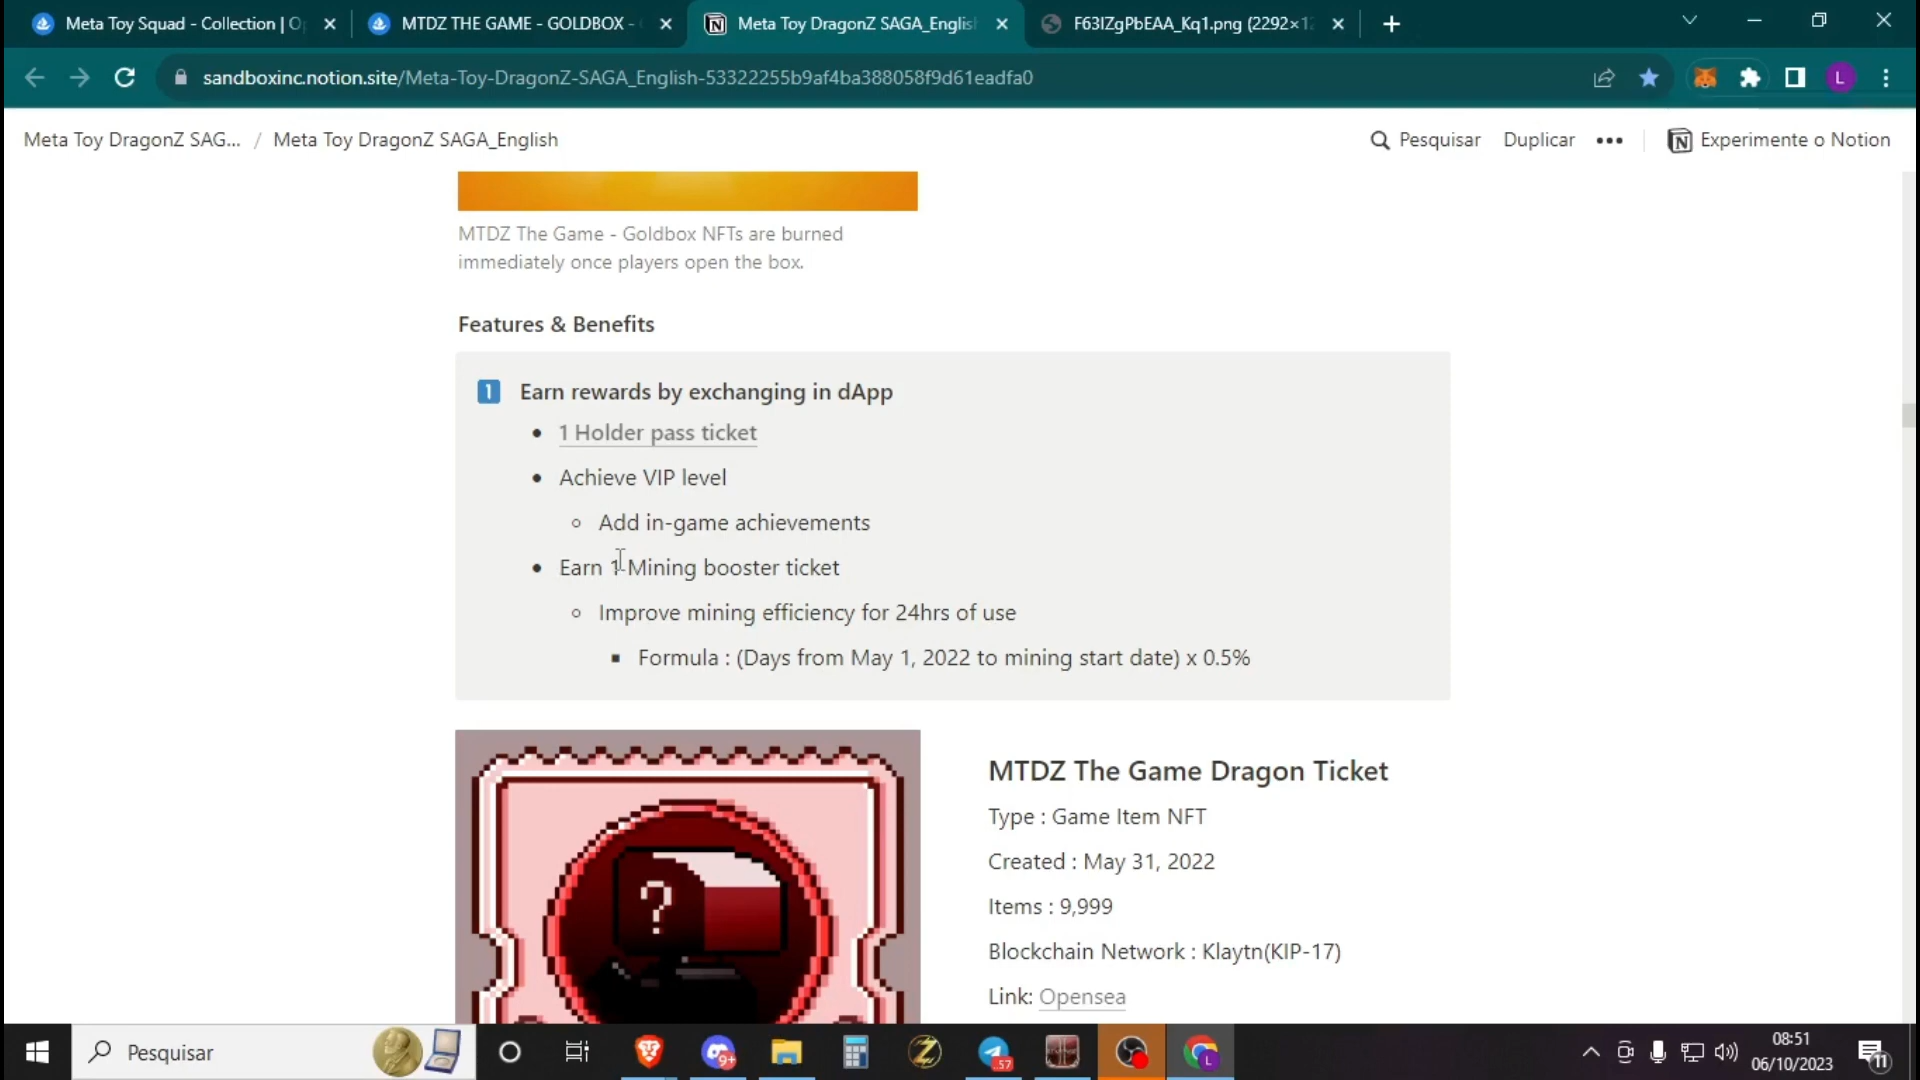 Meta Toy Squad - Collection | O
MTDZ THE GAME - GOLDBOX -
Meta Toy DragonZ SAGA_Englis
F63IZgPbEAA_Kq1.png (2292×1
sandboxinc.notion.site/Meta-Toy-DragonZ-SAGA_English-53322255b9af4ba388058f9d61eadfa0
L
Meta Toy DragonZ SAG... / Meta Toy DragonZ SAGA_English
Pesquisar
Duplicar
Experimente o Notion
MTDZ The Game - Goldbox NFTs are burned
immediately once players open the box.
Features & Benefits
1 Earn rewards by exchanging in dApp
• 1 Holder pass ticket
• Achieve VIP level
◦ Add in-game achievements
• Earn 1 Mining booster ticket
◦ Improve mining efficiency for 24hrs of use
▪ Formula : (Days from May 1, 2022 to mining start date) x 0.5%
?
MTDZ The Game Dragon Ticket
Type : Game Item NFT
Created : May 31, 2022
Items : 9,999
Blockchain Network : Klaytn(KIP-17)
Link: Opensea
Pesquisar
9+
57
L
08:51
06/10/2023
11